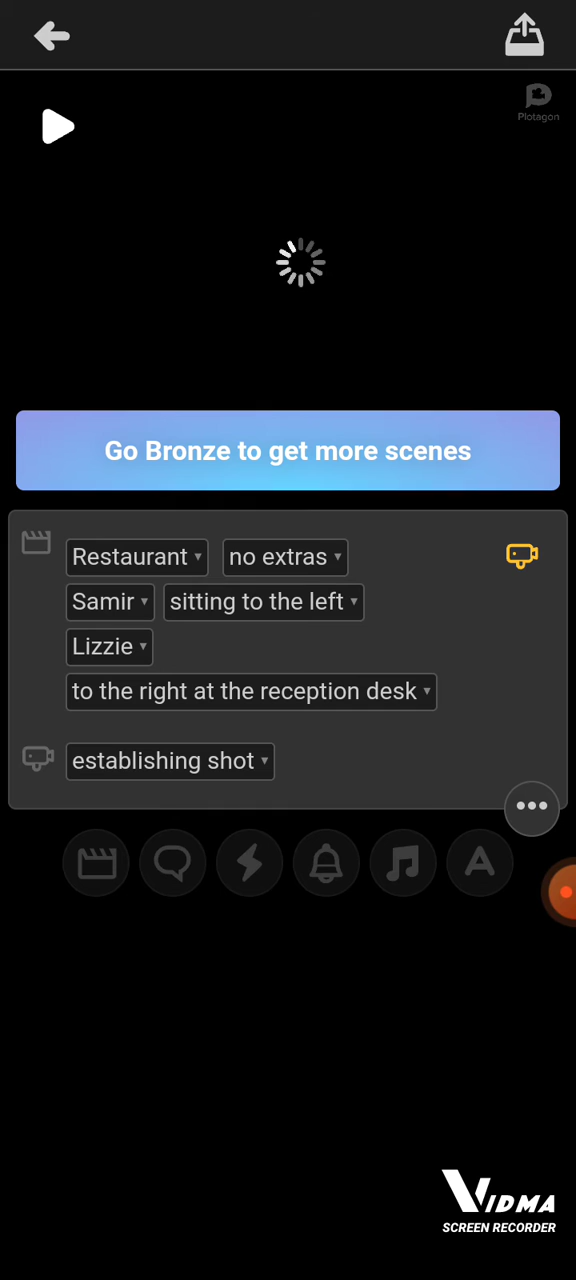 Plotagon
Go Bronze to get more scenes
Restaurant no extras
Samir sitting to the left
Lizzie
to the right at the reception desk
establishing shot
VIDMA
SCREEN RECORDER